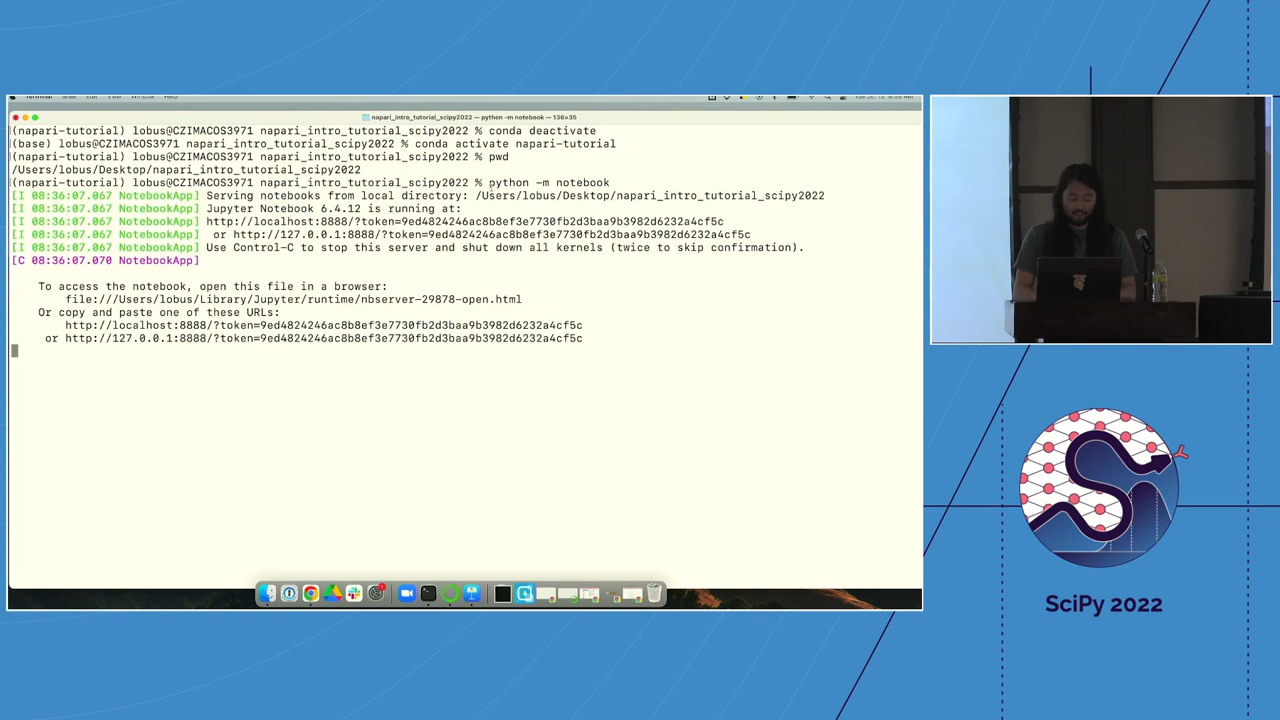 napari_intro_tutorial_scipy2022 — python -m notebook — 136×35
(napari-tutorial) lobus@CZIMACOS3971 napari_intro_tutorial_scipy2022 % conda deactivate
(base) lobus@CZIMACOS3971 napari_intro_tutorial_scipy2022 % conda activate napari-tutorial
(napari-tutorial) lobus@CZIMACOS3971 napari_intro_tutorial_scipy2022 % pwd
/Users/lobus/Desktop/napari_intro_tutorial_scipy2022
(napari-tutorial) lobus@CZIMACOS3971 napari_intro_tutorial_scipy2022 % python -m notebook
[I 08:36:07.067 NotebookApp] Serving notebooks from local directory: /Users/lobus/Desktop/napari_intro_tutorial_scipy2022
[I 08:36:07.067 NotebookApp] Jupyter Notebook 6.4.12 is running at:
[I 08:36:07.067 NotebookApp] http://localhost:8888/?token=9ed4824246ac8b8ef3e7730fb2d3baa9b3982d6232a4cf5c
[I 08:36:07.067 NotebookApp]  or http://127.0.0.1:8888/?token=9ed4824246ac8b8ef3e7730fb2d3baa9b3982d6232a4cf5c
[I 08:36:07.067 NotebookApp] Use Control-C to stop this server and shut down all kernels (twice to skip confirmation).
[C 08:36:07.070 NotebookApp]
To access the notebook, open this file in a browser:
file:///Users/lobus/Library/Jupyter/runtime/nbserver-29878-open.html
Or copy and paste one of these URLs:
http://localhost:8888/?token=9ed4824246ac8b8ef3e7730fb2d3baa9b3982d6232a4cf5c
or http://127.0.0.1:8888/?token=9ed4824246ac8b8ef3e7730fb2d3baa9b3982d6232a4cf5c
SciPy 2022